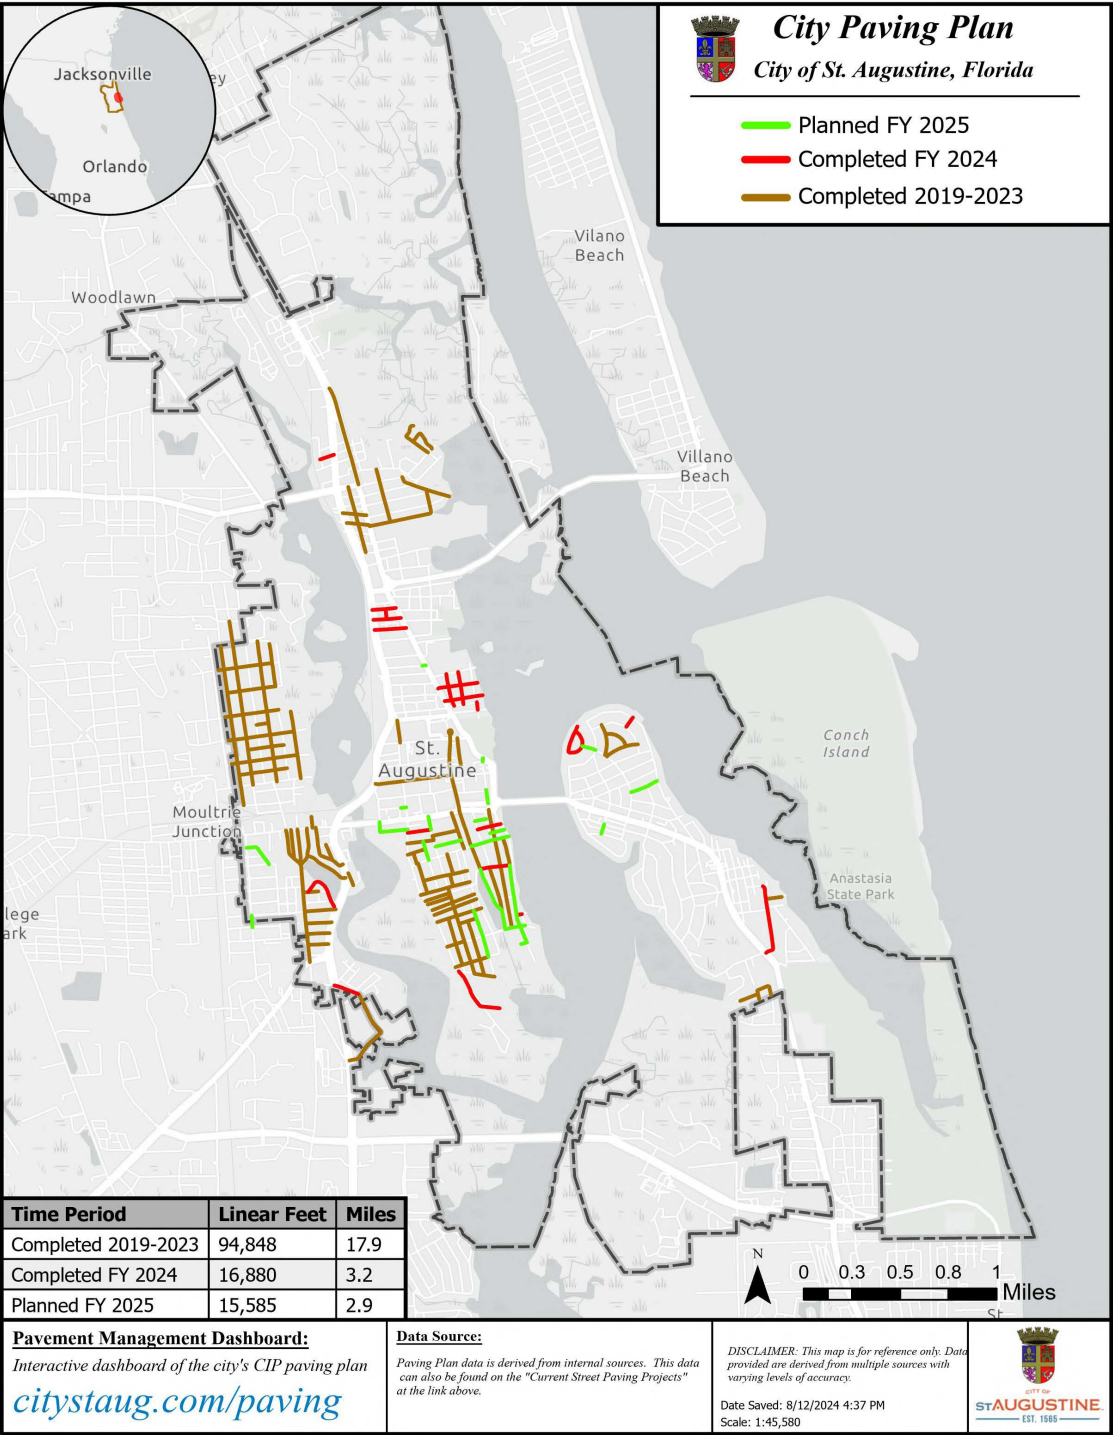 City Paving Plan
City of St. Augustine, Florida
Planned FY 2025
Completed FY 2024
Completed 2019-2023
Jacksonville
ey
Orlando
Tampa
Woodlawn
Vilano
Beach
Villano
Beach
Conch
Island
St.
Augustine
Moultrie
Junction
Anastasia
State Park
lege
ark
Time Period Linear Feet Miles
Completed 2019-2023 94,848 17.9
Completed FY 2024 16,880 3.2
Planned FY 2025 15,585 2.9
N
0 0.3 0.5 0.8 1
Miles
St
Pavement Management Dashboard:
Interactive dashboard of the city's CIP paving plan
citystaug.com/paving
Data Source:
Paving Plan data is derived from internal sources. This data
can also be found on the "Current Street Paving Projects"
at the link above.
DISCLAIMER: This map is for reference only. Data
provided are derived from multiple sources with
varying levels of accuracy.
Date Saved: 8/12/2024 4:37 PM
Scale: 1:45,580
CITY OF
STAUGUSTINE
EST. 1565